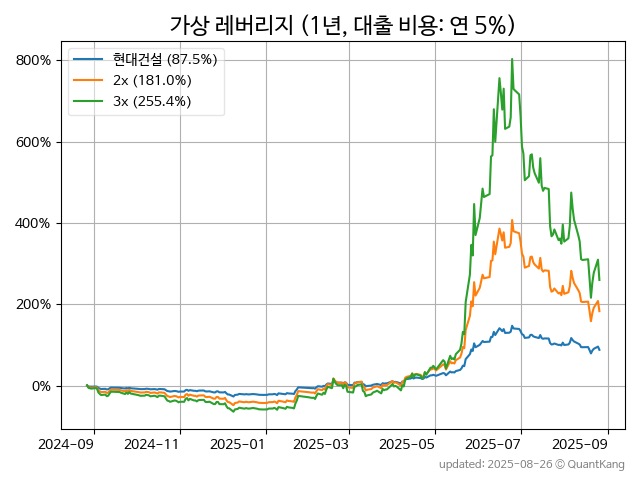 가상 레버리지 (1년, 대출 비용: 연 5%)
현대건설 (87.5%)
2x (181.0%)
3x (255.4%)
800%
600%
400%
200%
0%
2024-09 2024-11 2025-01 2025-03 2025-05 2025-07 2025-09
updated: 2025-08-26 © QuantKang